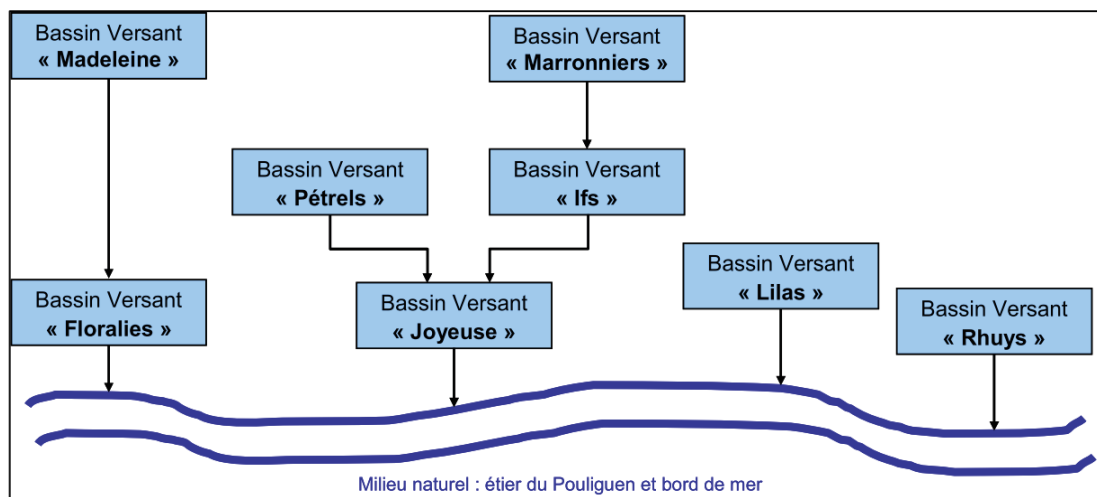 Bassin Versant
« Madeleine »
Bassin Versant
« Marronniers »
Bassin Versant
« Pétrels »
Bassin Versant
« Ifs »
Bassin Versant
« Lilas »
Bassin Versant
« Floralies »
Bassin Versant
« Joyeuse »
Bassin Versant
« Rhuys »
Milieu naturel : étier du Pouliguen et bord de mer